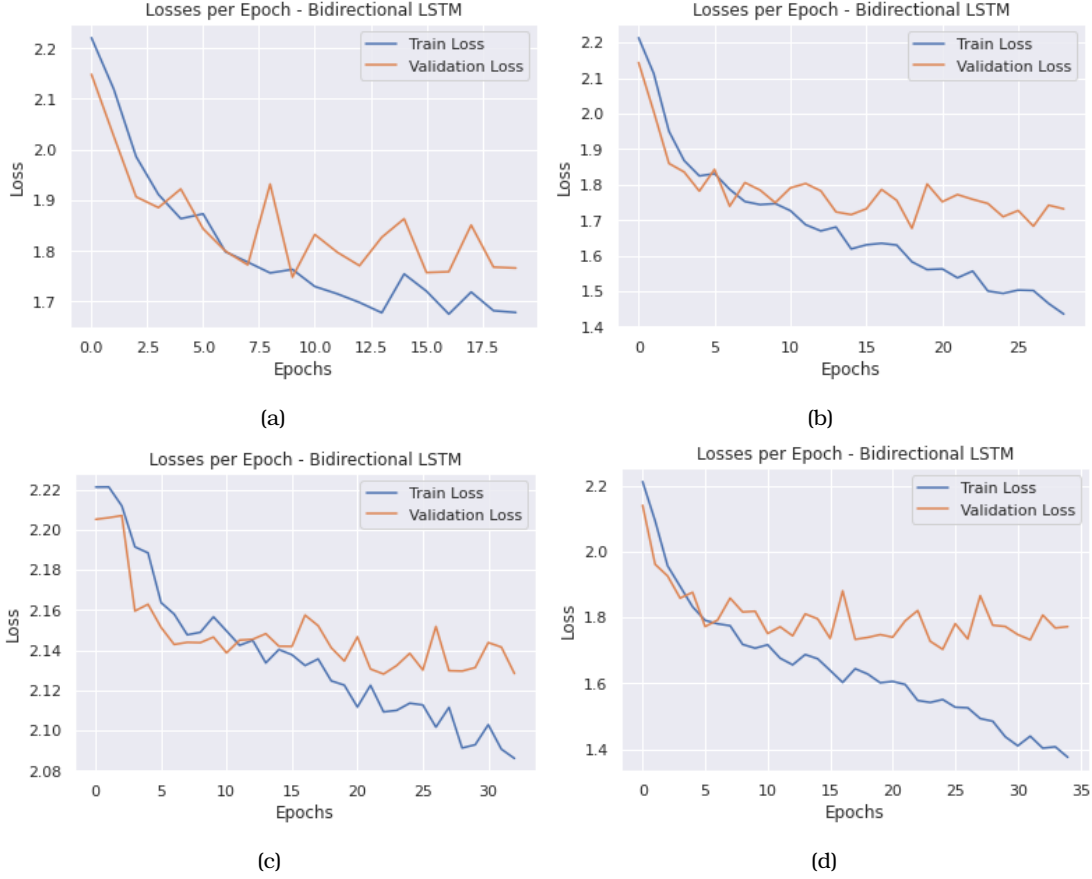 Losses per Epoch - Bidirectional LSTM
Train Loss
Validation Loss
2.2
2.1
2.0
1.9
1.8
1.7
Loss
0.0 2.5 5.0 7.5 10.0 12.5 15.0 17.5
Epochs
(a)
Losses per Epoch - Bidirectional LSTM
Train Loss
Validation Loss
2.2
2.1
2.0
1.9
1.8
1.7
1.6
1.5
1.4
Loss
0 5 10 15 20 25
Epochs
(b)
Losses per Epoch - Bidirectional LSTM
Train Loss
Validation Loss
2.22
2.20
2.18
2.16
2.14
2.12
2.10
2.08
Loss
0 5 10 15 20 25 30
Epochs
(c)
Losses per Epoch - Bidirectional LSTM
Train Loss
Validation Loss
2.2
2.0
1.8
1.6
1.4
Loss
0 5 10 15 20 25 30 35
Epochs
(d)